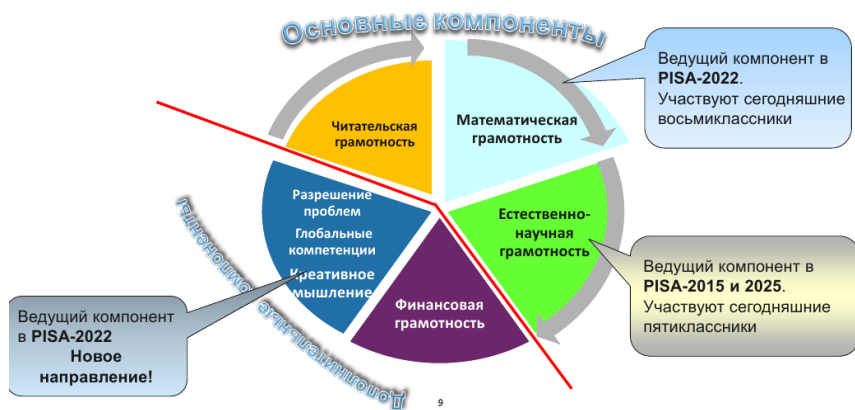 Основные компоненты
Ведущий компонент в
PISA-2022.
Участвуют сегодняшние
восьмиклассники
Читательская
грамотность
Математическая
грамотность
Разрешение
проблем
Глобальные
компетенции
Креативное
мышление
Естественно-
научная
грамотность
Финансовая
грамотность
Ведущий компонент в
PISA-2015 и 2025.
Участвуют сегодняшние
пятиклассники
Ведущий компонент
в PISA-2022
Новое
направление!
Дополнительные компоненты
9